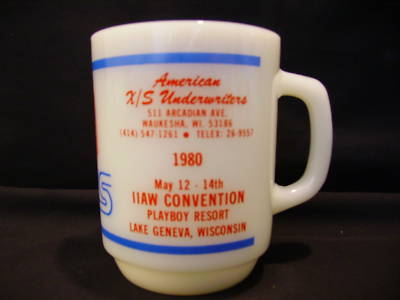 American
X/S Underwriters
511 ARCADIAN AVE.
WAUKESHA, WI. 53186
(414) 547-1261 • TELEX: 26-9557
1980
May 12 - 14th
IIAW CONVENTION
PLAYBOY RESORT
LAKE GENEVA, WISCONSIN